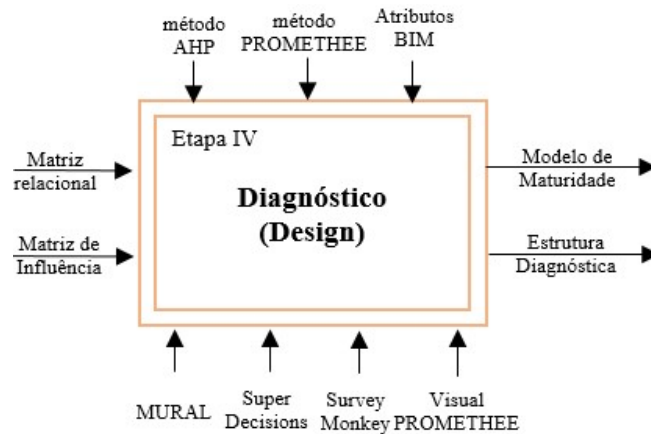 método
AHP
método
PROMETHEE
Atributos
BIM
Etapa IV
Diagnóstico
(Design)
Matriz
relacional
Matriz de
Influência
Modelo de
Maturidade
Estrutura
Diagnóstica
MURAL
Super
Decisions
Survey
Monkey
Visual
PROMETHEE